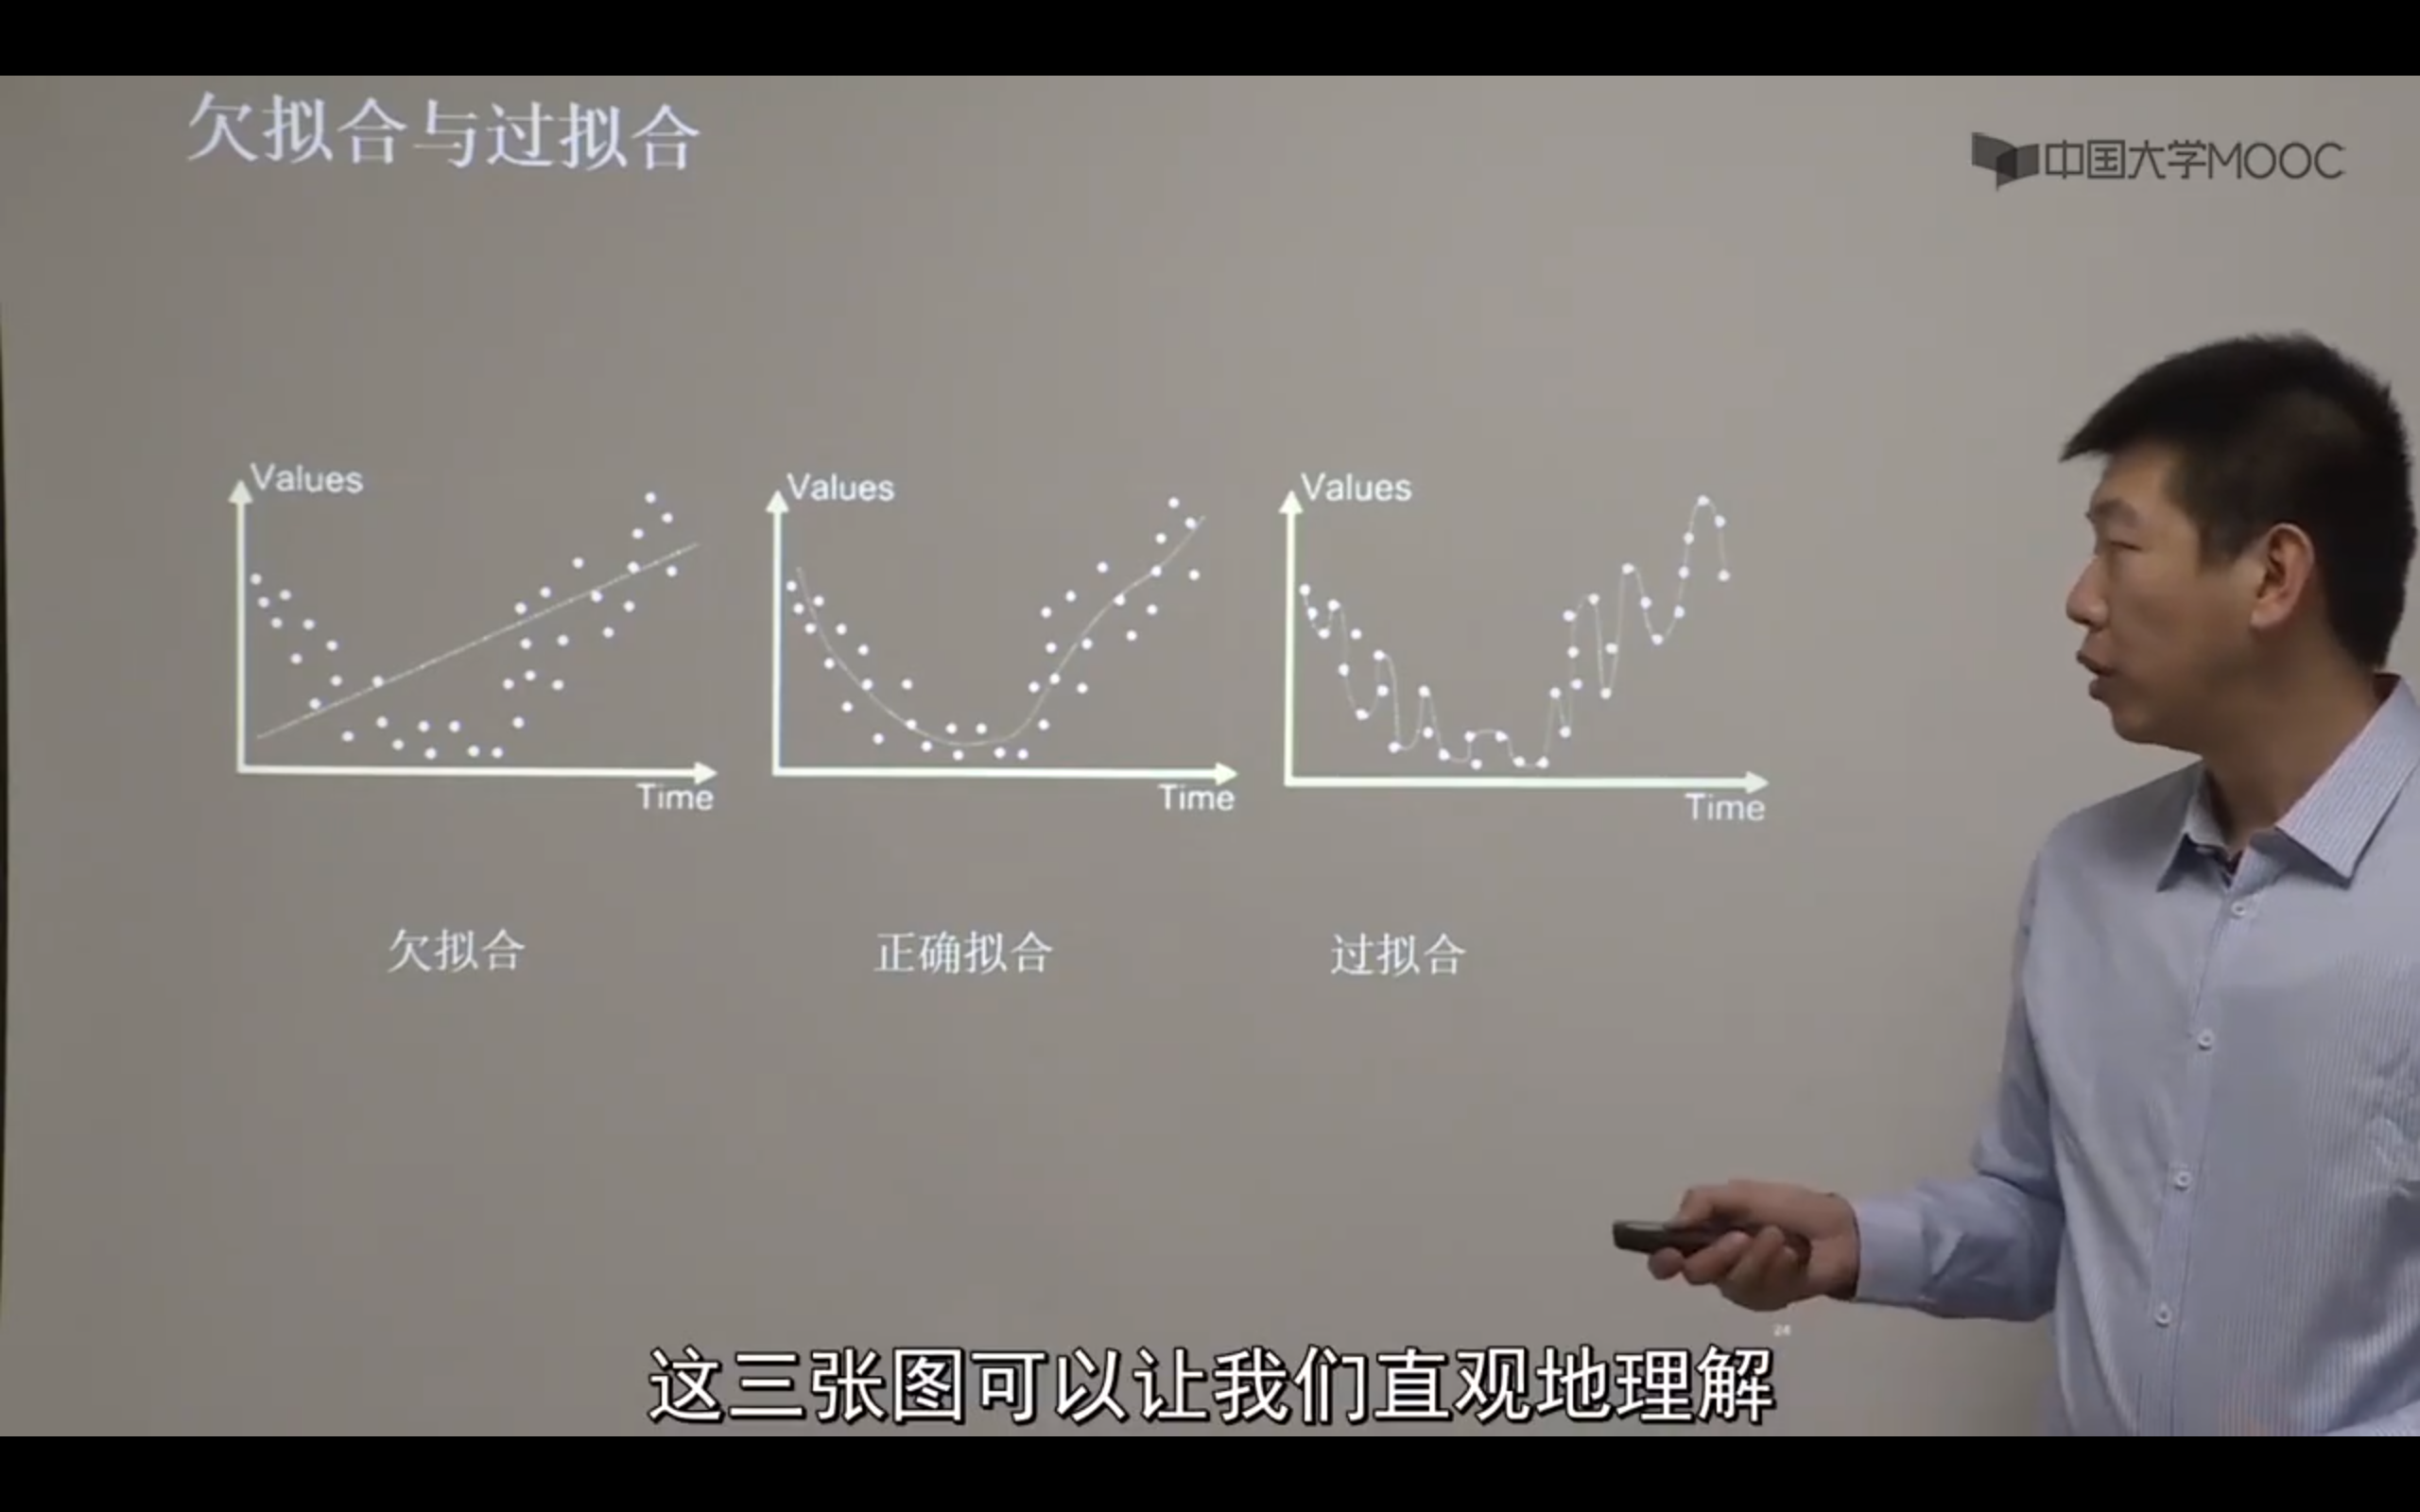 欠拟合与过拟合
中国大学MOOC
Values
Values
Values
Time
Time
Time
欠拟合
正确拟合
过拟合
24
这三张图可以让我们直观地理解